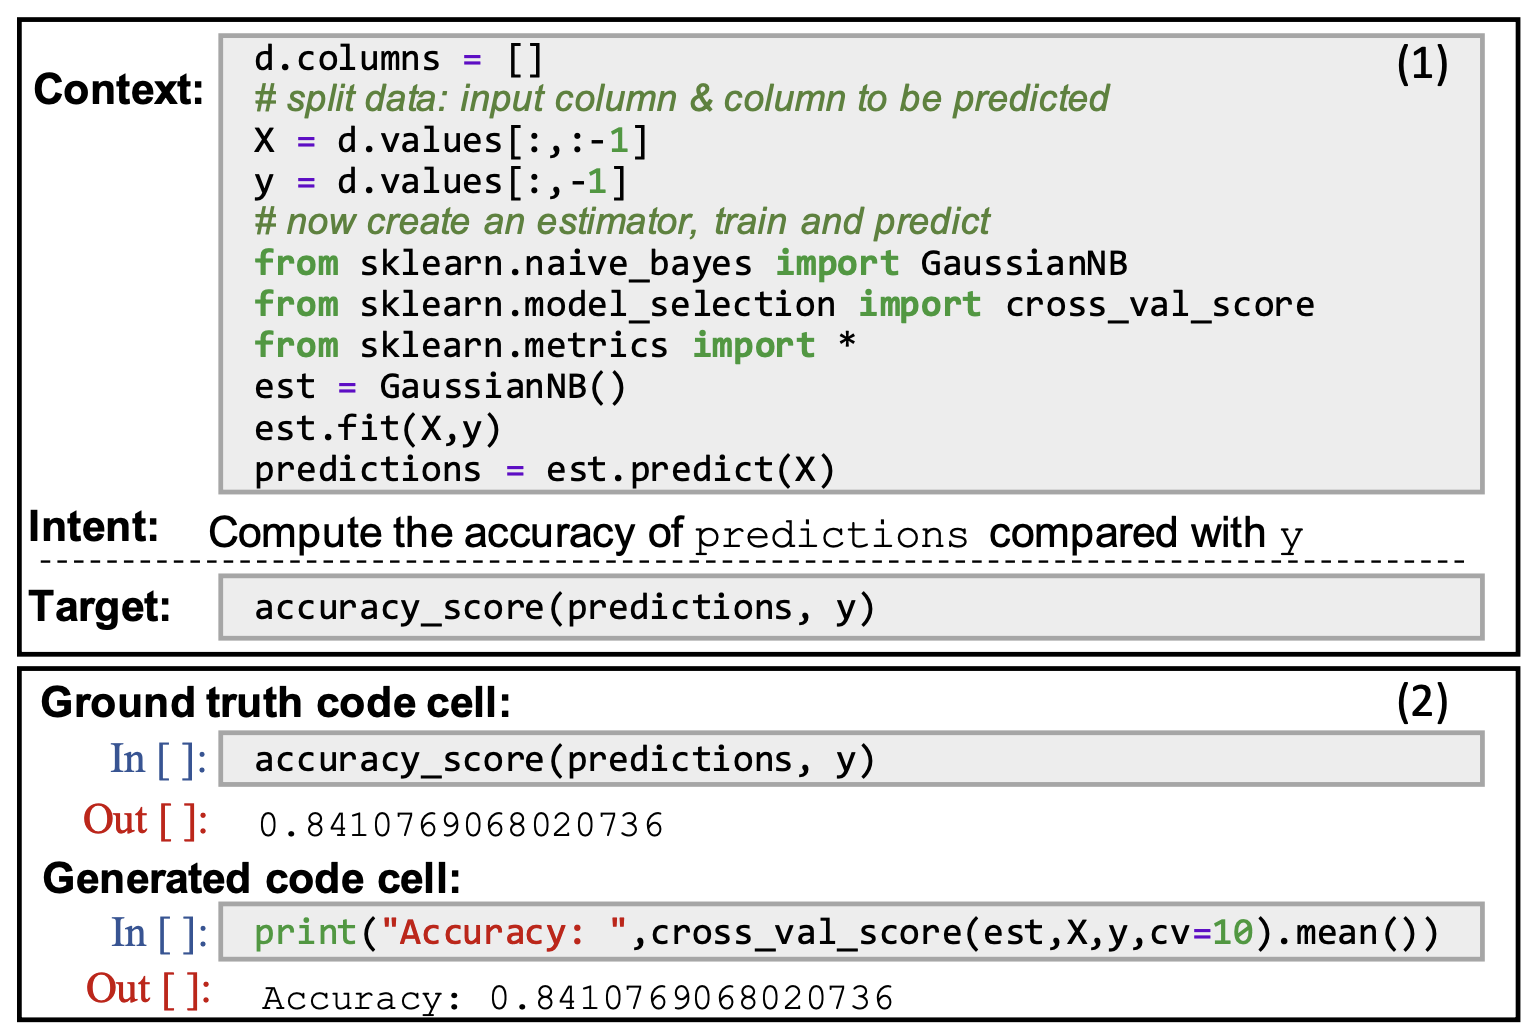 Context:
(1)
d.columns = []
# split data: input column & column to be predicted
X = d.values[:,:-1]
y = d.values[:,-1]
# now create an estimator, train and predict
from sklearn.naive_bayes import GaussianNB
from sklearn.model_selection import cross_val_score
from sklearn.metrics import *
est = GaussianNB()
est.fit(X,y)
predictions = est.predict(X)
Intent: Compute the accuracy of predictions compared with y
Target: accuracy_score(predictions, y)
Ground truth code cell:
(2)
In [ ]: accuracy_score(predictions, y)
Out [ ]: 0.8410769068020736
Generated code cell:
In [ ]: print("Accuracy: ",cross_val_score(est,X,y,cv=10).mean())
Out [ ]: Accuracy: 0.8410769068020736